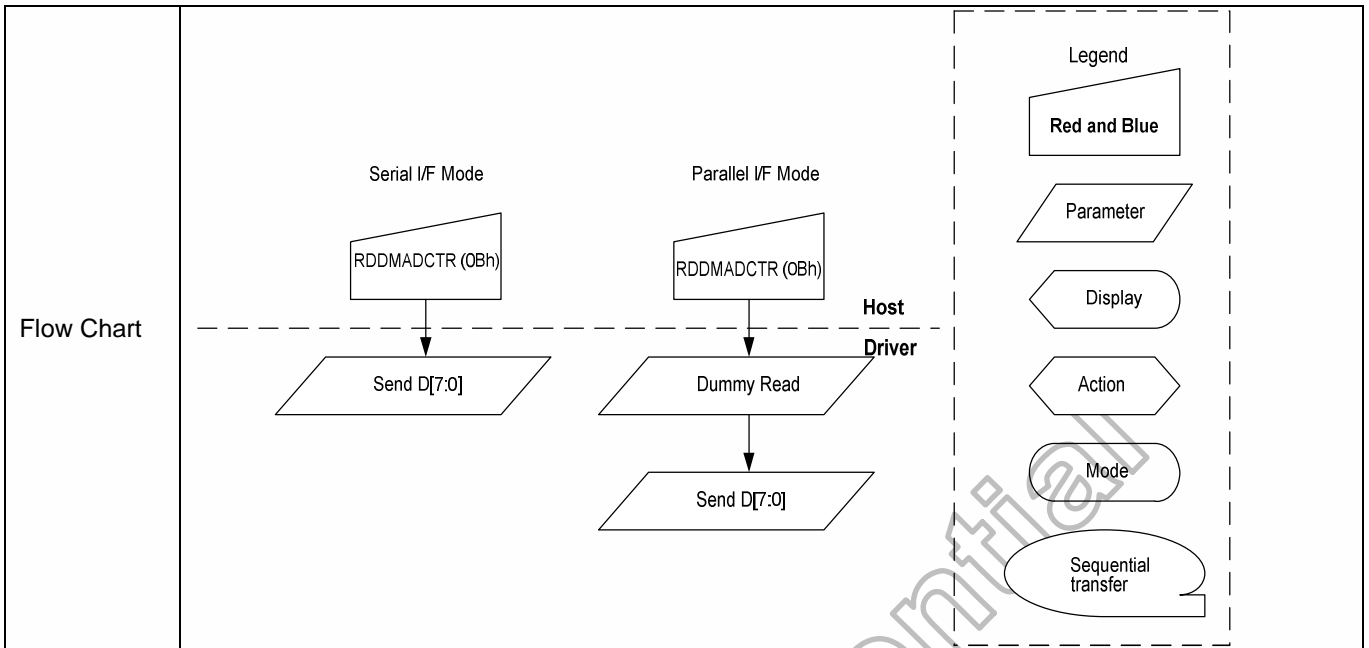 Flow Chart
Serial I/F Mode
RDDMADCTR (0Bh)
Send D[7:0]
Parallel I/F Mode
RDDMADCTR (0Bh)
Host
Driver
Dummy Read
Send D[7:0]
Legend
Red and Blue
Parameter
Display
Action
Mode
Sequential
transfer